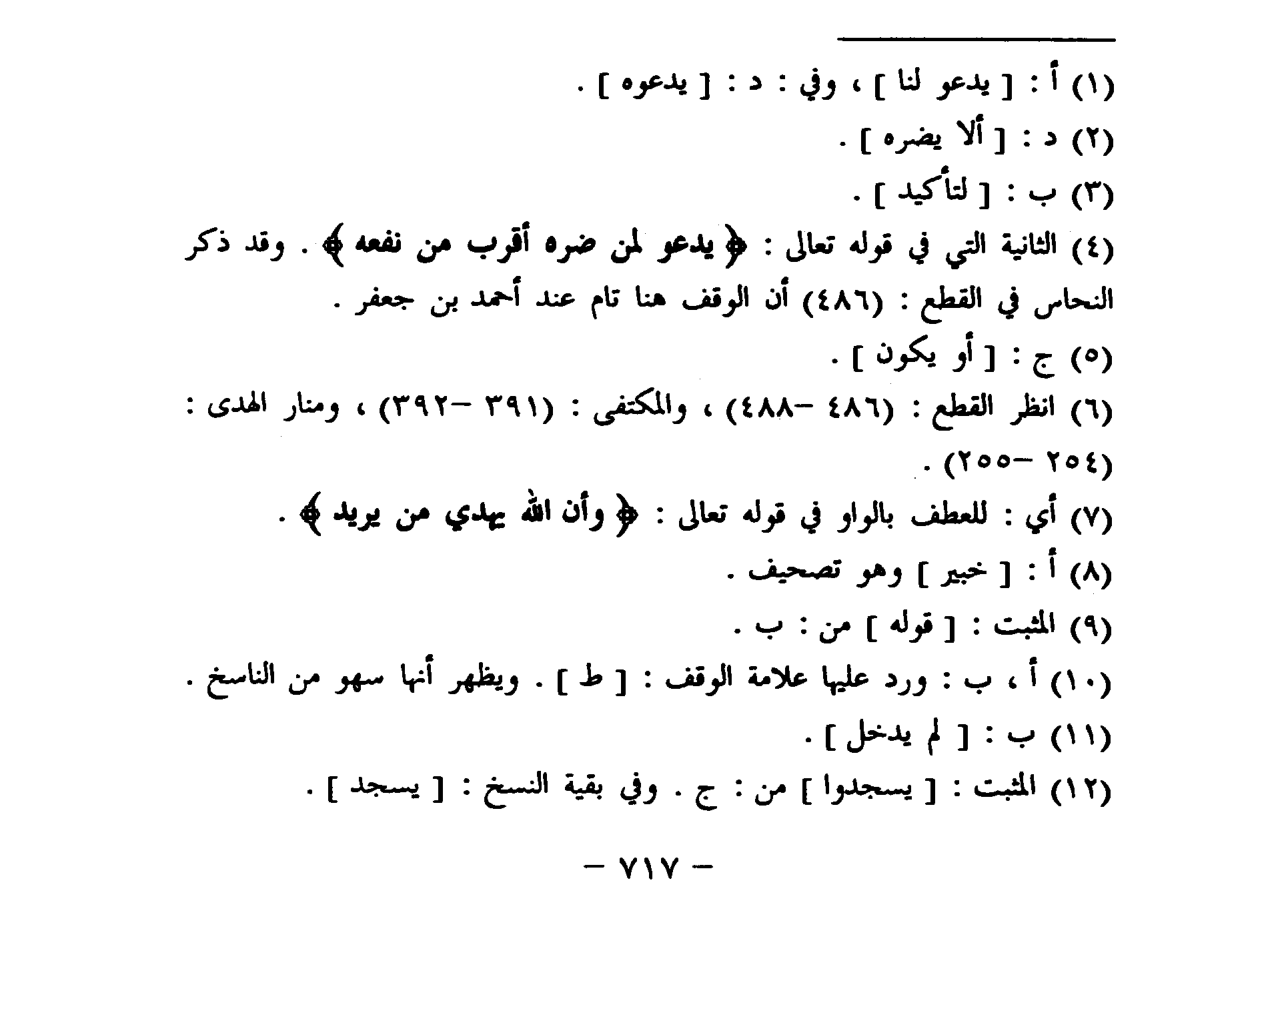 (١) أ : [ يدعو لنا ] ، وفي : د : [ يدعوه ] .
(٢) د : [ ألا يضره ] .
(٣) ب : [ لتأكيد ] .
(٤) الثانية التي في قوله تعالى : ﴿ يدعو لمن ضره أقرب من نفعه ﴾ . وقد ذكر
النحاس في القطع : (٤٨٦) أن الوقف هنا تام عند أحمد بن جعفر .
(٥) ج : [ أو يكون ] .
(٦) انظر القطع : (٤٨٦ –٤٨٨) ، والمكتفى : (٣٩١ –٣٩٢) ، ومنار الهدى :
(٢٥٤ –٢٥٥) .
(٧) أي : للعطف بالواو في قوله تعالى : ﴿ وأن الله يهدي من يريد ﴾ .
(٨) أ : [ خبير ] وهو تصحيف .
(٩) المثبت : [ قوله ] من : ب .
(١٠) أ ، ب : ورد عليها علامة الوقف : [ ط ] . ويظهر أنها سهو من الناسخ .
(١١) ب : [ لم يدخل ] .
(١٢) المثبت : [ يسجدوا ] من : ج . وفي بقية النسخ : [ يسجد ] .
– ٧١٧ –